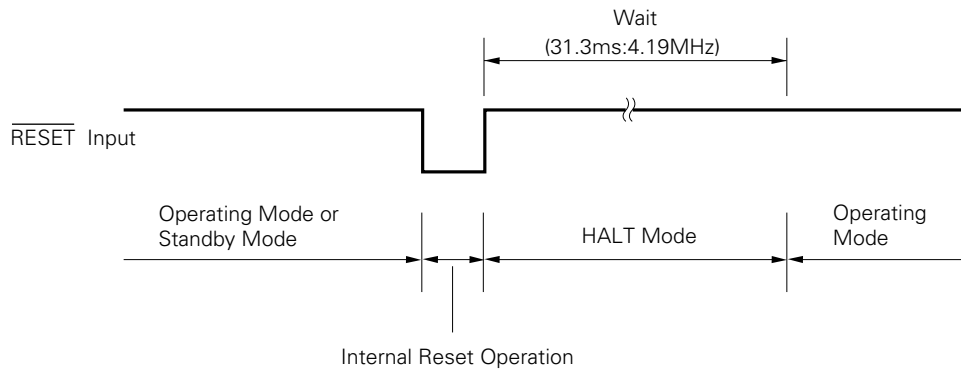 Wait
(31.3ms:4.19MHz)
RESET Input
Operating Mode or
Standby Mode
HALT Mode
Operating
Mode
Internal Reset Operation